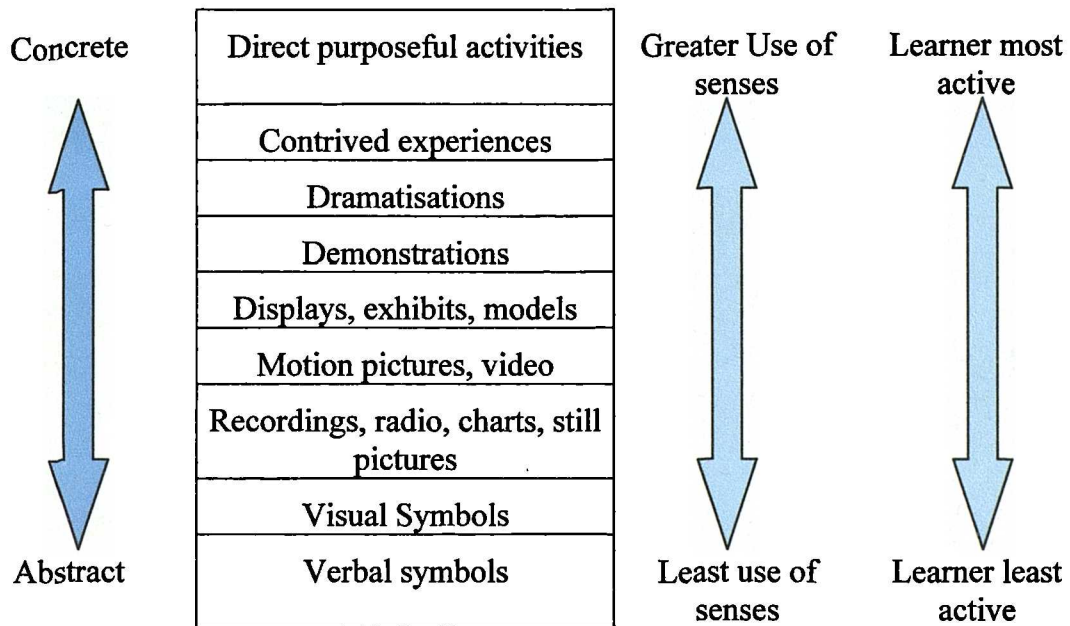 Concrete
Direct purposeful activities
Greater Use of
senses
Learner most
active
Contrived experiences
Dramatisations
Demonstrations
Displays, exhibits, models
Motion pictures, video
Recordings, radio, charts, still
pictures
Visual Symbols
Abstract
Verbal symbols
Least use of
senses
Learner least
active